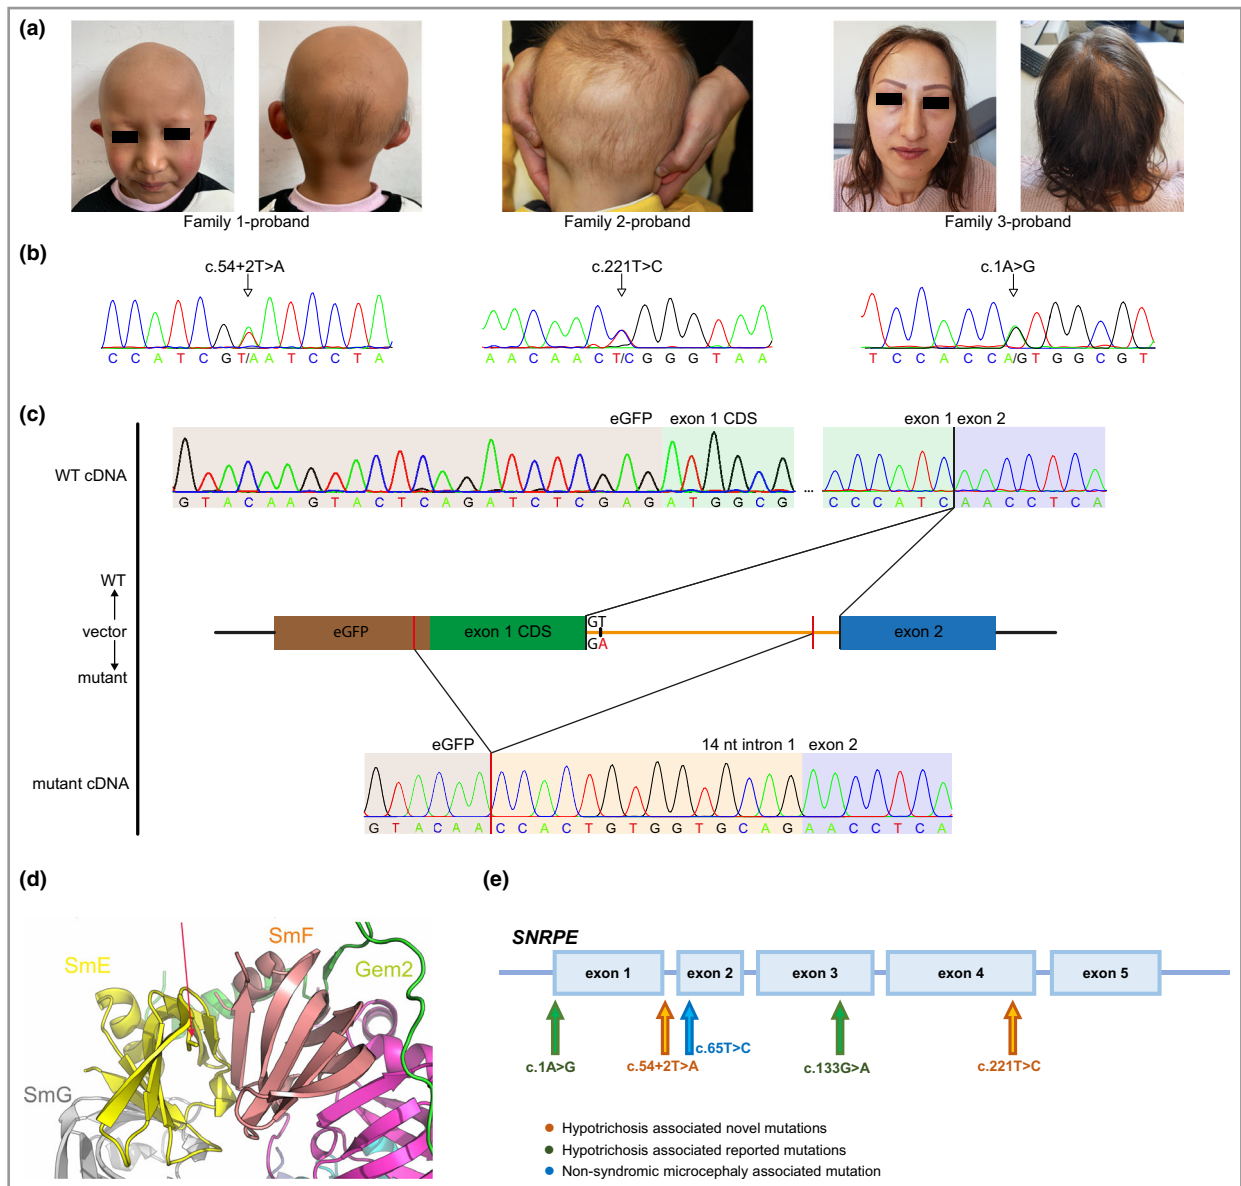 (a)
Family 1-proband
Family 2-proband
Family 3-proband
(b)
c.54+2T>A
c.221T>C
c.1A>G
C C A T C G T/A A T C C T A
A A C A A C T/C G G G T A A
T C C A C C A/G T G G C G T
(c)
eGFP
exon 1 CDS
exon 1 exon 2
WT cDNA
G T A C A A G T A C T C A G A T C T C G A G A T G G C G
...
C C C A T C A A C C T C A
WT
vector
mutant
eGFP
exon 1 CDS
GT
GA
exon 2
eGFP
14 nt intron 1
exon 2
mutant cDNA
G T A C A A C C A C T G T G G T G C A G A A C C T C A
(d)
SmF
SmE
Gem2
SmG
(e)
SNRPE
exon 1
exon 2
exon 3
exon 4
exon 5
c.1A>G
c.54+2T>A
c.65T>C
c.133G>A
c.221T>C
Hypotrichosis associated novel mutations
Hypotrichosis associated reported mutations
Non-syndromic microcephaly associated mutation